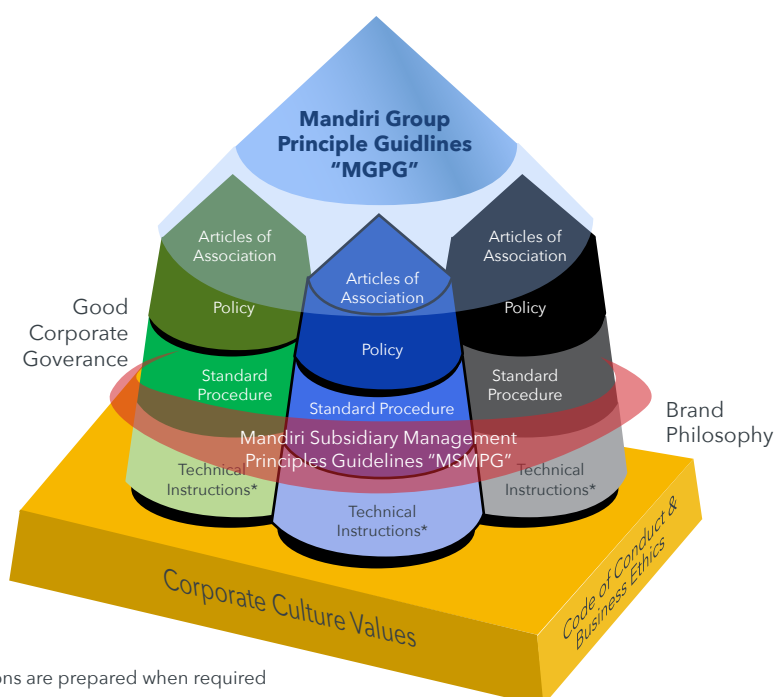 Mandiri Group
Principle Guidlines
“MGPG”
Articles of
Association
Articles of
Association
Articles of
Association
Policy
Policy
Policy
Good
Corporate
Goverance
Standard
Procedure
Standard Procedure
Standard
Procedure
Brand
Philosophy
Mandiri Subsidiary Management
Principles Guidelines “MSMPG”
Technical
Instructions*
Technical
Instructions*
Technical
Instructions*
Corporate Culture Values
Code of Conduct &
Business Ethics
ons are prepared when required